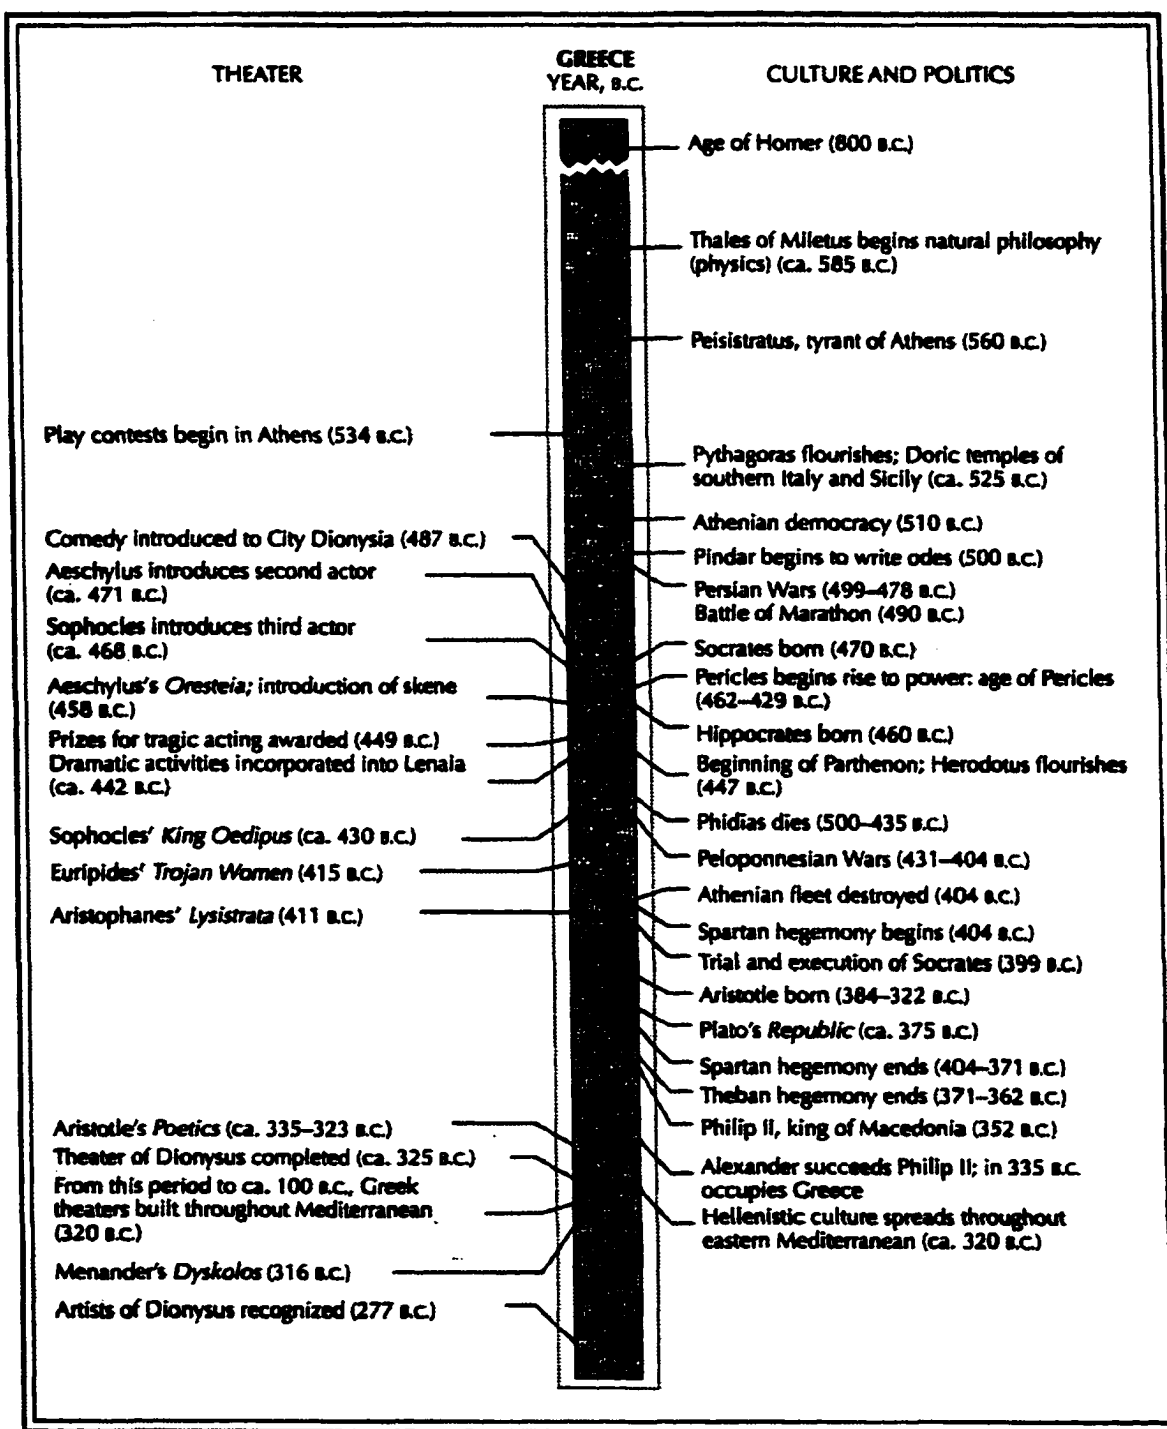 THEATER
GREECE
YEAR, B.C.
CULTURE AND POLITICS
Age of Homer (800 B.C.)
Thales of Miletus begins natural philosophy
(physics) (ca. 585 B.C.)
Peisistratus, tyrant of Athens (560 B.C.)
Play contests begin in Athens (534 B.C.)
Pythagoras flourishes; Doric temples of
southern Italy and Sicily (ca. 525 B.C.)
Athenian democracy (510 B.C.)
Comedy introduced to City Dionysia (487 B.C.)
Pindar begins to write odes (500 B.C.)
Aeschylus introduces second actor
(ca. 471 B.C.)
Persian Wars (499–478 B.C.)
Battle of Marathon (490 B.C.)
Sophocles introduces third actor
(ca. 468 B.C.)
Socrates born (470 B.C.)
Aeschylus's Oresteia; introduction of skene
(458 B.C.)
Pericles begins rise to power: age of Pericles
(462–429 B.C.)
Prizes for tragic acting awarded (449 B.C.)
Hippocrates born (460 B.C.)
Dramatic activities incorporated into Lenaia
(ca. 442 B.C.)
Beginning of Parthenon; Herodotus flourishes
(447 B.C.)
Phidias dies (500–435 B.C.)
Sophocles' King Oedipus (ca. 430 B.C.)
Peloponnesian Wars (431–404 B.C.)
Euripides' Trojan Women (415 B.C.)
Athenian fleet destroyed (404 B.C.)
Aristophanes' Lysistrata (411 B.C.)
Spartan hegemony begins (404 B.C.)
Trial and execution of Socrates (399 B.C.)
Aristotle born (384–322 B.C.)
Plato's Republic (ca. 375 B.C.)
Spartan hegemony ends (404–371 B.C.)
Theban hegemony ends (371–362 B.C.)
Aristotle's Poetics (ca. 335–323 B.C.)
Philip II, king of Macedonia (352 B.C.)
Theater of Dionysus completed (ca. 325 B.C.)
Alexander succeeds Philip II; in 335 B.C.
occupies Greece
From this period to ca. 100 B.C., Greek
theaters built throughout Mediterranean
(320 B.C.)
Hellenistic culture spreads throughout
eastern Mediterranean (ca. 320 B.C.)
Menander's Dyskolos (316 B.C.)
Artists of Dionysus recognized (277 B.C.)